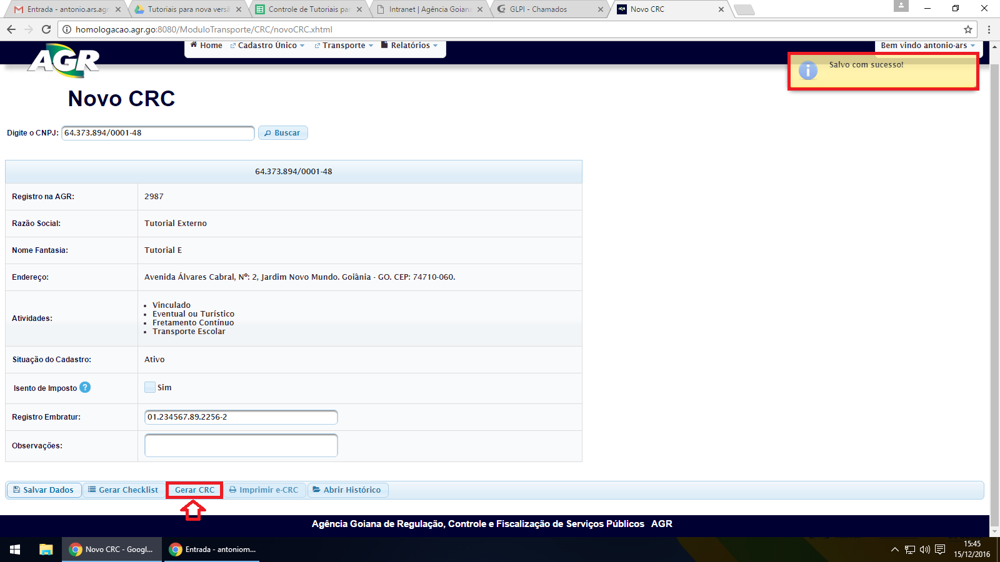 Entrada - antonio.ars.agr
Tutoriais para nova versã
Controle de Tutoriais pa
Intranet | Agência Goiana
GLPI - Chamados
Novo CRC
homologacao.agr.go:8080/ModuloTransporte/CRC/novoCRC.xhtml
AGR
Home
Cadastro Único
Transporte
Relatórios
Bem vindo antonio-ars
Salvo com sucesso!
Novo CRC
Digite o CNPJ: 64.373.894/0001-48 Buscar
64.373.894/0001-48
Registro na AGR: 2987
Razão Social: Tutorial Externo
Nome Fantasia: Tutorial E
Endereço: Avenida Álvares Cabral, Nº: 2, Jardim Novo Mundo. Goiânia - GO. CEP: 74710-060.
Atividades:
• Vinculado
• Eventual ou Turístico
• Fretamento Contínuo
• Transporte Escolar
Situação do Cadastro: Ativo
Isento de Imposto ? Sim
Registro Embratur: 01.234567.89.2256-2
Observações:
Salvar Dados Gerar Checklist Gerar CRC Imprimir e-CRC Abrir Histórico
Agência Goiana de Regulação, Controle e Fiscalização de Serviços Públicos AGR
Novo CRC - Googl...
Entrada - antoniom...
15:45
15/12/2016